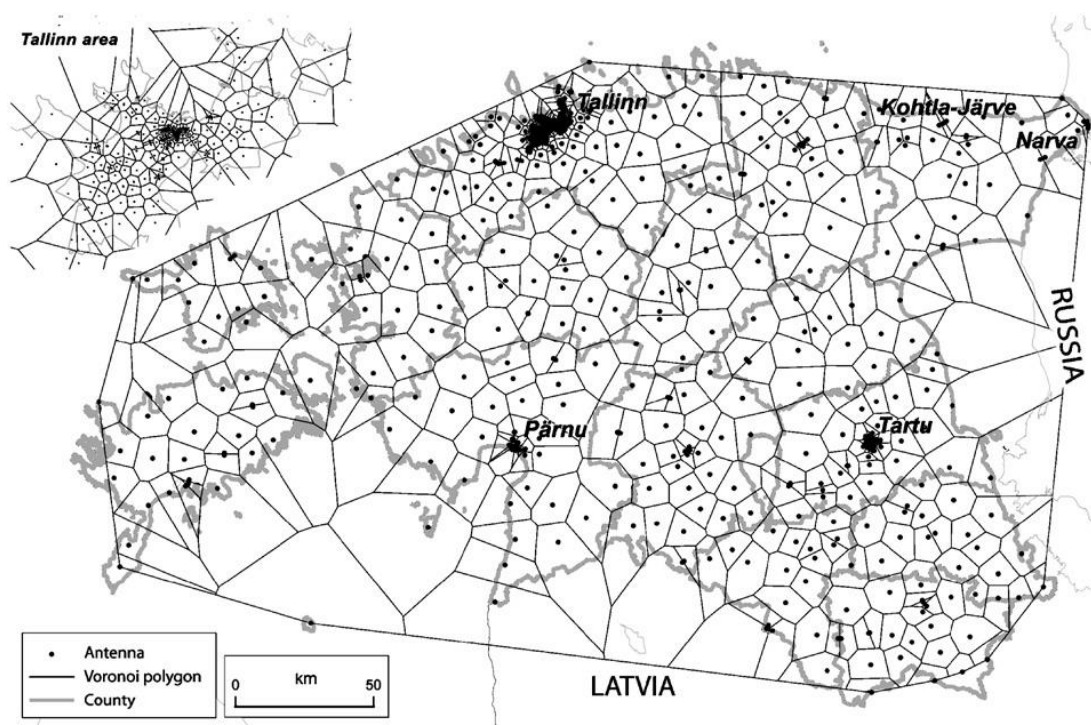 Tallinn area
Tallinn
Kohtla-Järve
Narva
RUSSIA
Pärnu
Tartu
Antenna
Voronoi polygon
County
km
0 50
LATVIA